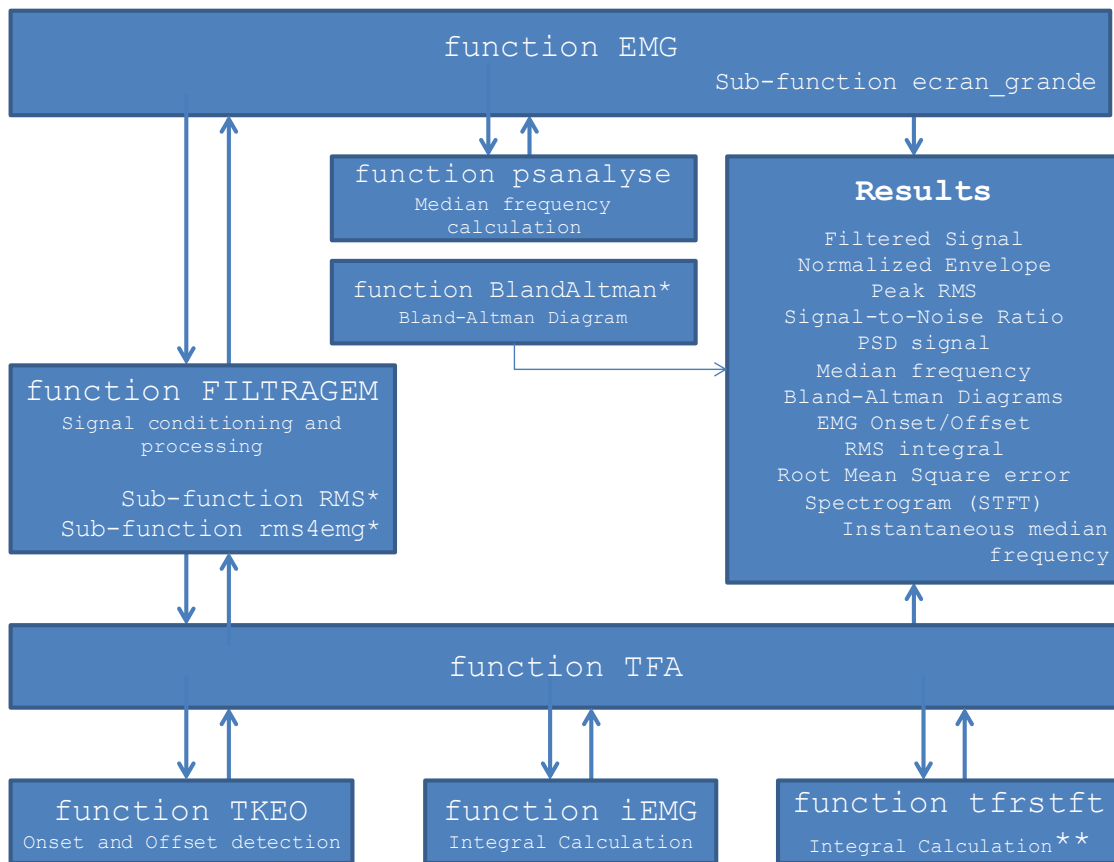 function EMG
Sub-function ecran_grande
function psanalyse
Median frequency
calculation
function BlandAltman*
Bland-Altman Diagram
Results
Filtered Signal
Normalized Envelope
Peak RMS
Signal-to-Noise Ratio
PSD signal
Median frequency
Bland-Altman Diagrams
EMG Onset/Offset
RMS integral
Root Mean Square error
Spectrogram (STFT)
Instantaneous median
frequency
function FILTRAGEM
Signal conditioning and
processing
Sub-function RMS*
Sub-function rms4emg*
function TFA
function TKEO
Onset and Offset detection
function iEMG
Integral Calculation
function tfrstft
Integral Calculation**